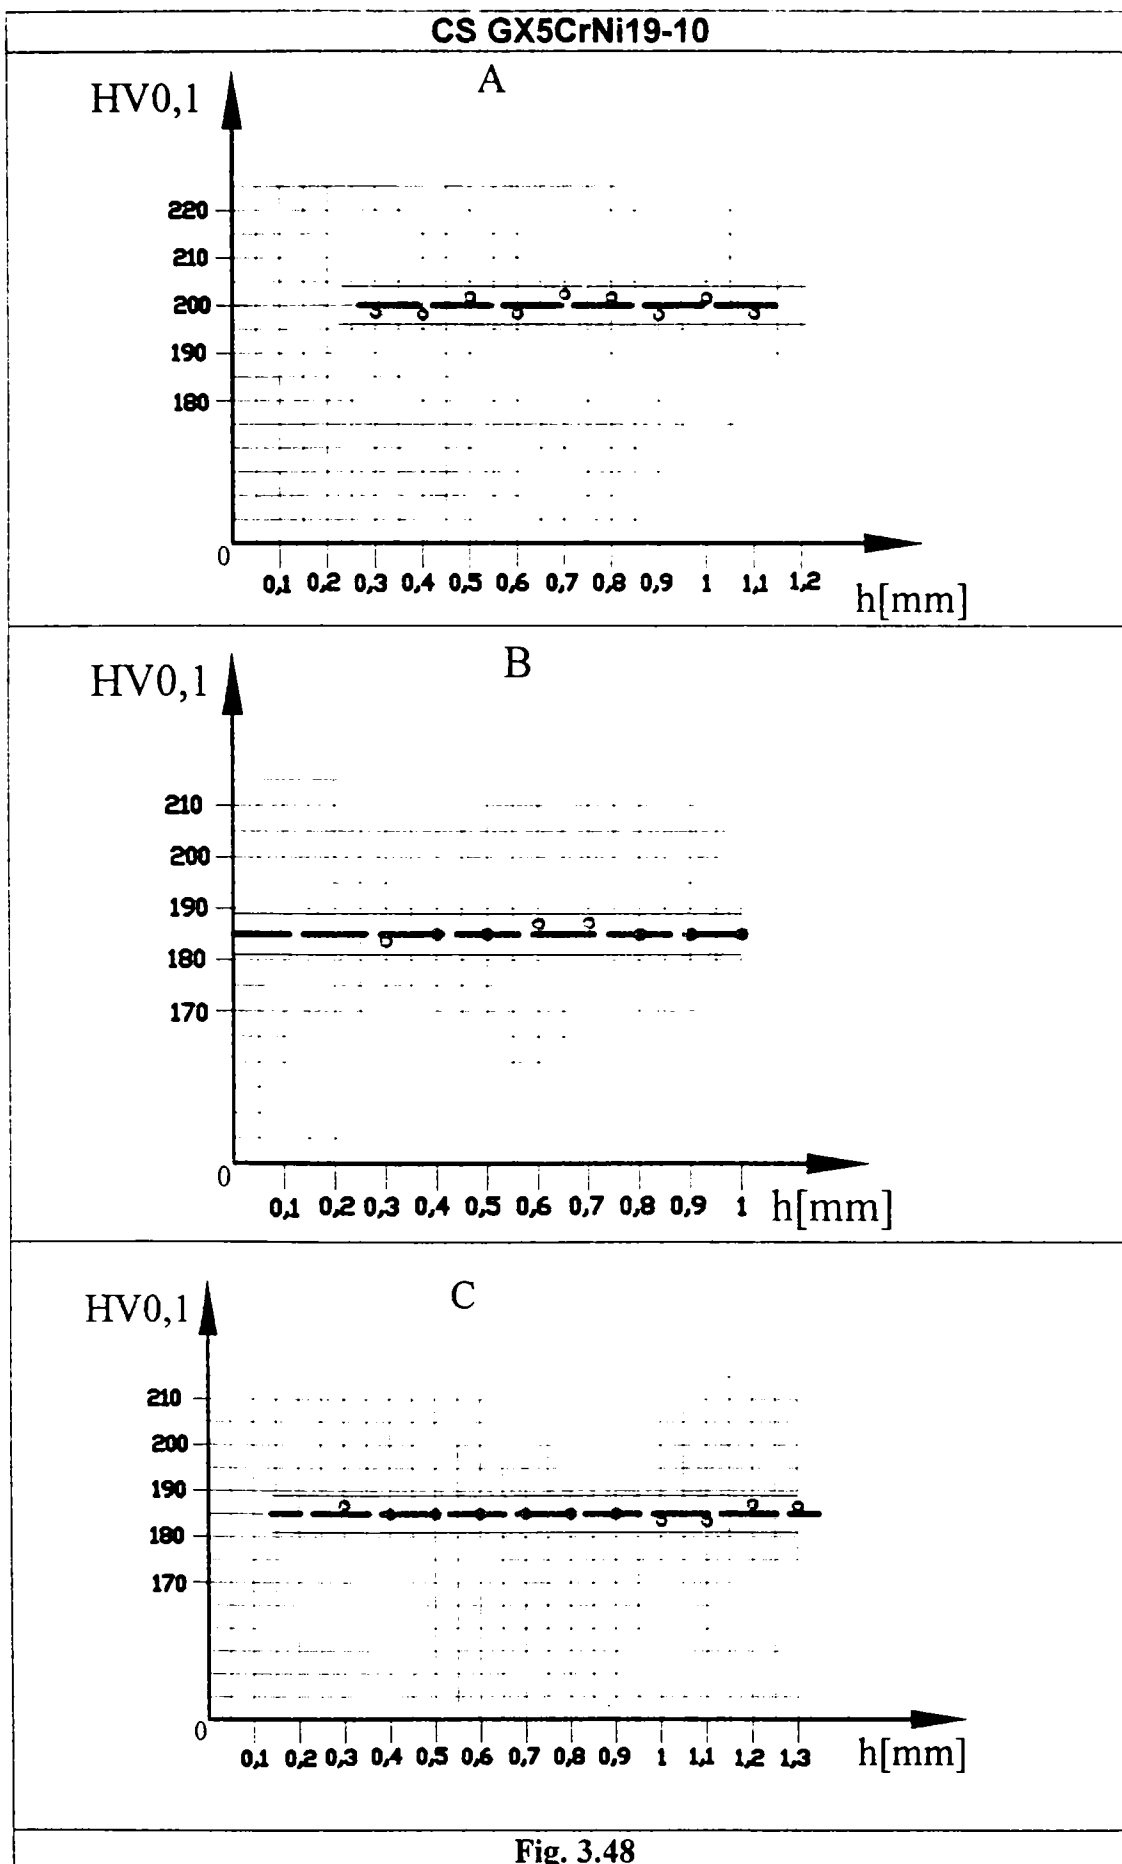 CS GX5CrNi19-10
A
HV0,1
220
210
200
190
180
0
0,1 0,2 0,3 0,4 0,5 0,6 0,7 0,8 0,9 1 1,1 1,2
h[mm]
B
HV0,1
210
200
190
180
170
0
0,1 0,2 0,3 0,4 0,5 0,6 0,7 0,8 0,9 1 h[mm]
C
HV0,1
210
200
190
180
170
0
0,1 0,2 0,3 0,4 0,5 0,6 0,7 0,8 0,9 1 1,1 1,2 1,3 h[mm]
Fig. 3.48